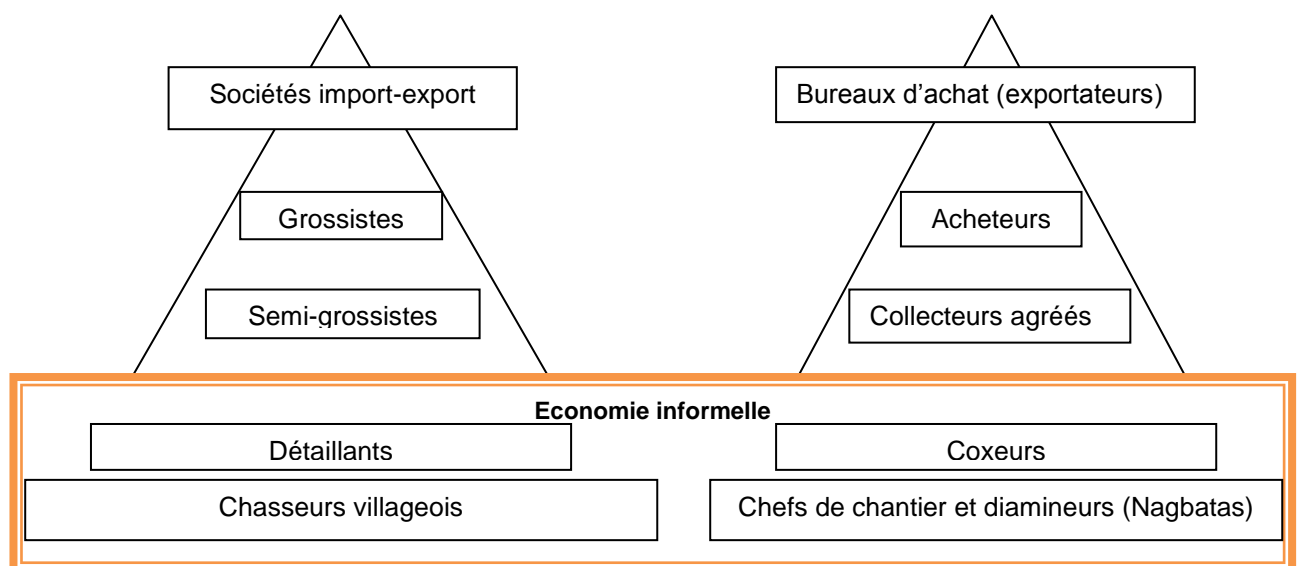 Sociétés import-export
Bureaux d’achat (exportateurs)
Grossistes
Acheteurs
Semi-grossistes
Collecteurs agréés
Economie informelle
Détaillants
Coxeurs
Chasseurs villageois
Chefs de chantier et diamineurs (Nagbatas)